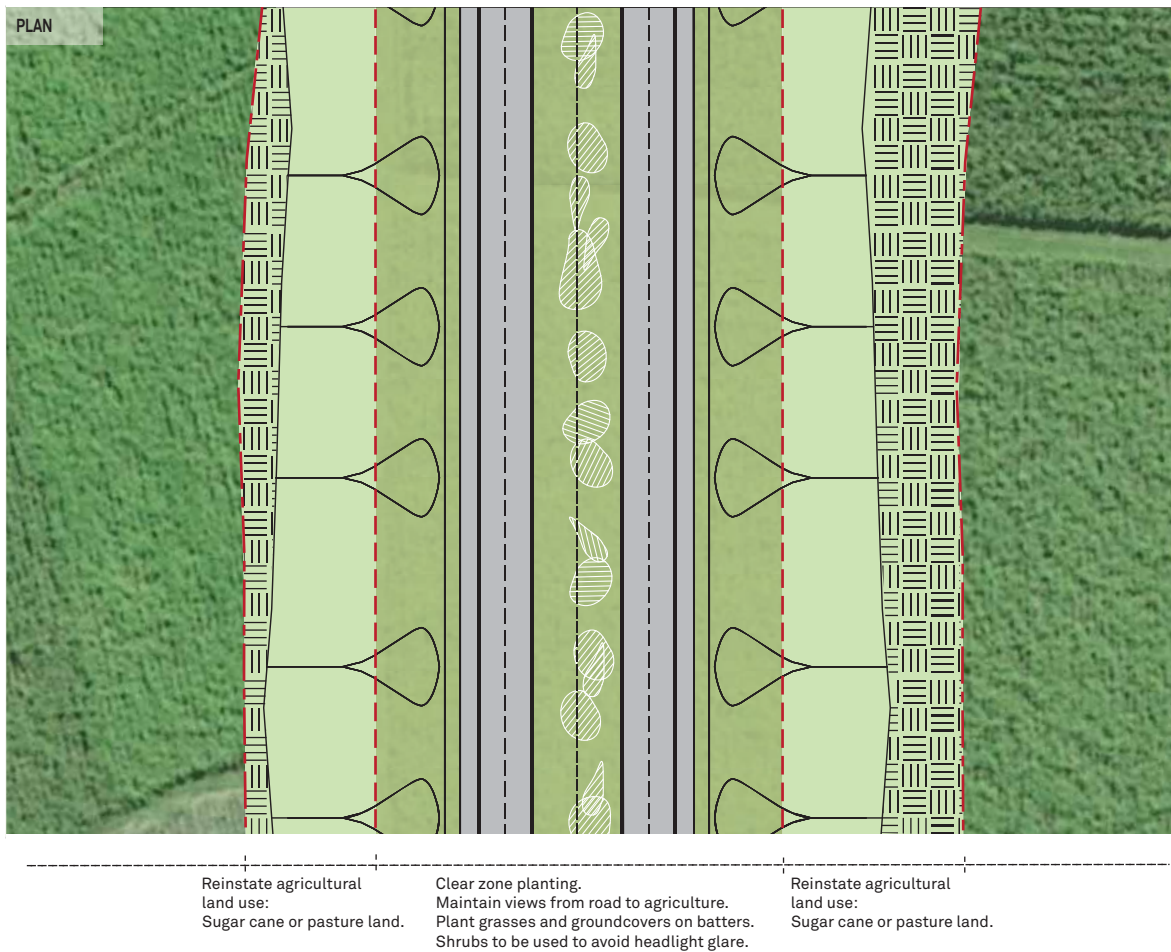 PLAN
Reinstate agricultural
land use:
Sugar cane or pasture land.
Clear zone planting.
Maintain views from road to agriculture.
Plant grasses and groundcovers on batters.
Shrubs to be used to avoid headlight glare.
Reinstate agricultural
land use:
Sugar cane or pasture land.